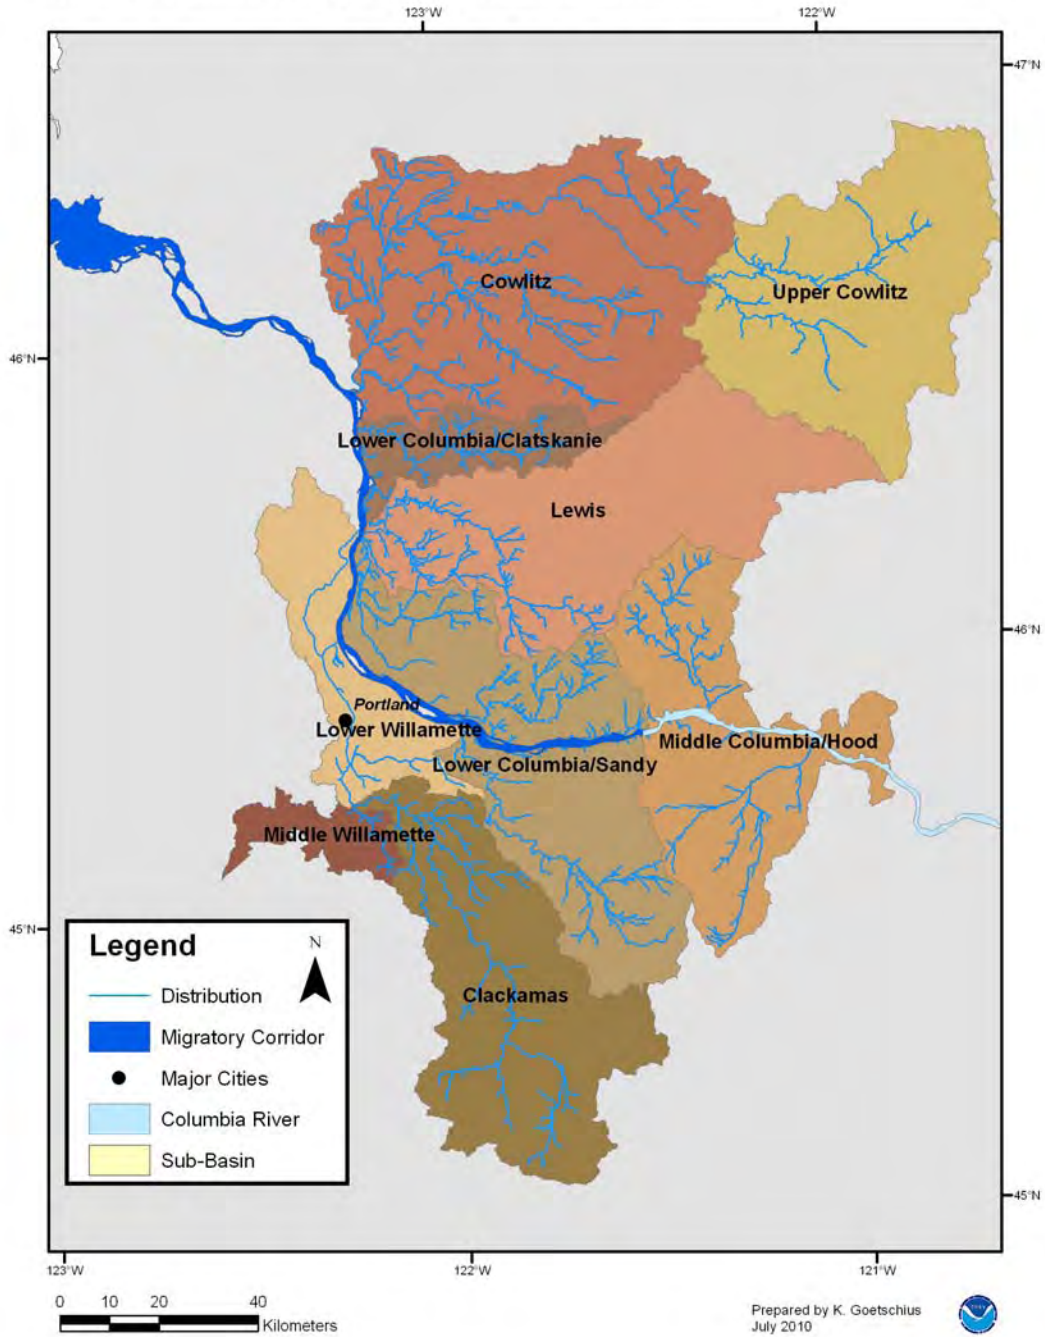 123°W
122°W
47°N
Cowlitz
Upper Cowlitz
46°N
Lower Columbia/Clatskanie
Lewis
46°N
Portland
Lower Willamette
Middle Columbia/Hood
Lower Columbia/Sandy
Middle Willamette
45°N
Legend
N
Distribution
Migratory Corridor
Major Cities
Columbia River
Sub-Basin
Clackamas
45°N
123°W
122°W
121°W
0 10 20 40
Kilometers
Prepared by K. Goetschius
July 2010